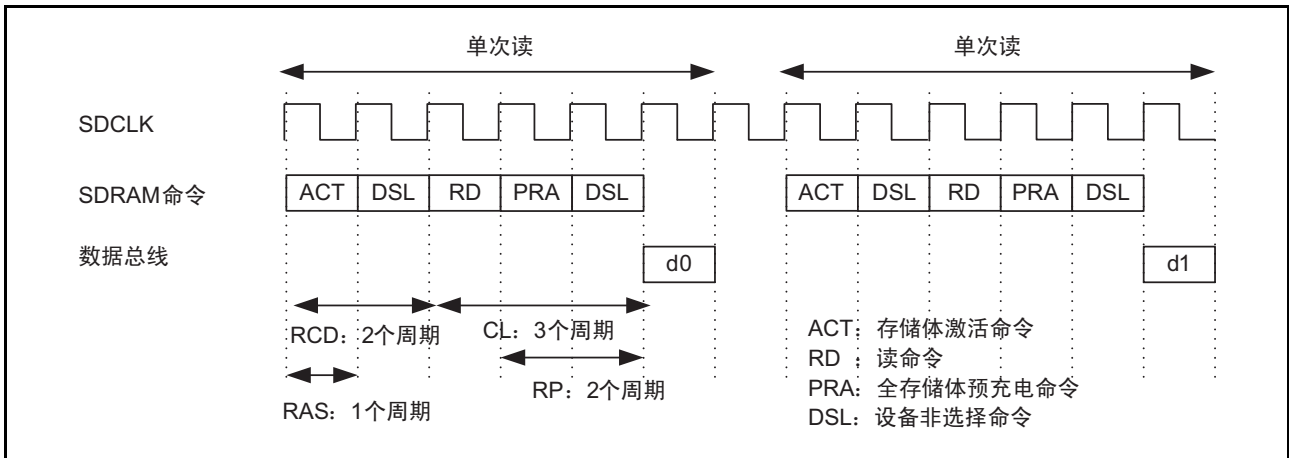 单次读 单次读
SDCLK
SDRAM命令 ACT DSL RD PRA DSL ACT DSL RD PRA DSL
数据总线 d0 d1
RCD：2个周期 CL：3个周期
RP：2个周期
RAS：1个周期
ACT：存储体激活命令
RD ：读命令
PRA：全存储体预充电命令
DSL：设备非选择命令